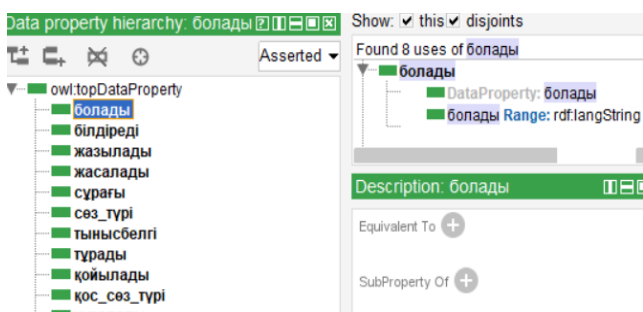 Data property hierarchy: болады
Asserted
owl:topDataProperty
болады
білдіреді
жазылады
жасалады
сұрағы
сөз_түрі
тынысбелгі
тұрады
қойылады
қос_сөз_түрі
Show: this disjoints
Found 8 uses of болады
болады
DataProperty: болады
болады Range: rdf:langString
Description: болады
Equivalent To
SubProperty Of